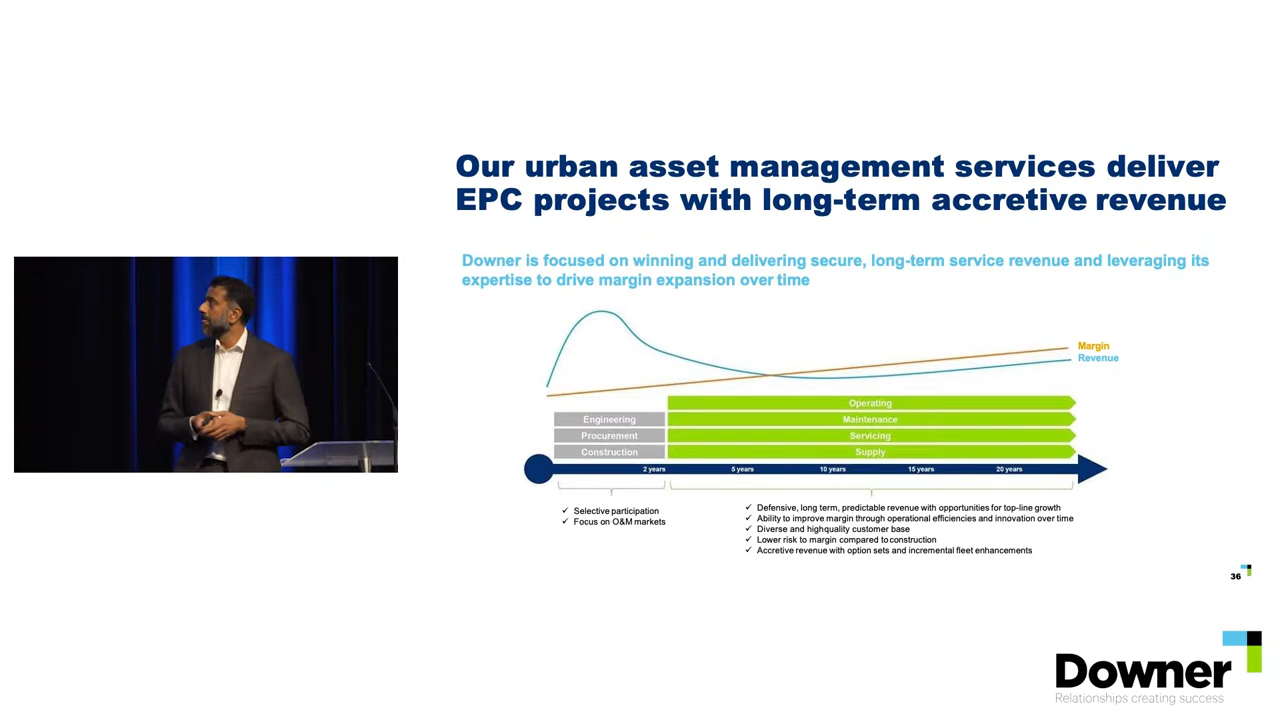 Our urban asset management services deliver
EPC projects with long-term accretive revenue
Downer is focused on winning and delivering secure, long-term service revenue and leveraging its
expertise to drive margin expansion over time
Margin
Revenue
Operating
Engineering
Maintenance
Procurement
Servicing
Construction
Supply
2 years
5 years
10 years
15 years
20 years
✓ Selective participation
✓ Focus on O&M markets
✓ Defensive, long term, predictable revenue with opportunities for top-line growth
✓ Ability to improve margin through operational efficiencies and innovation over time
✓ Diverse and highquality customer base
✓ Lower risk to margin compared to construction
✓ Accretive revenue with option sets and incremental fleet enhancements
36
Downer
Relationships creating success